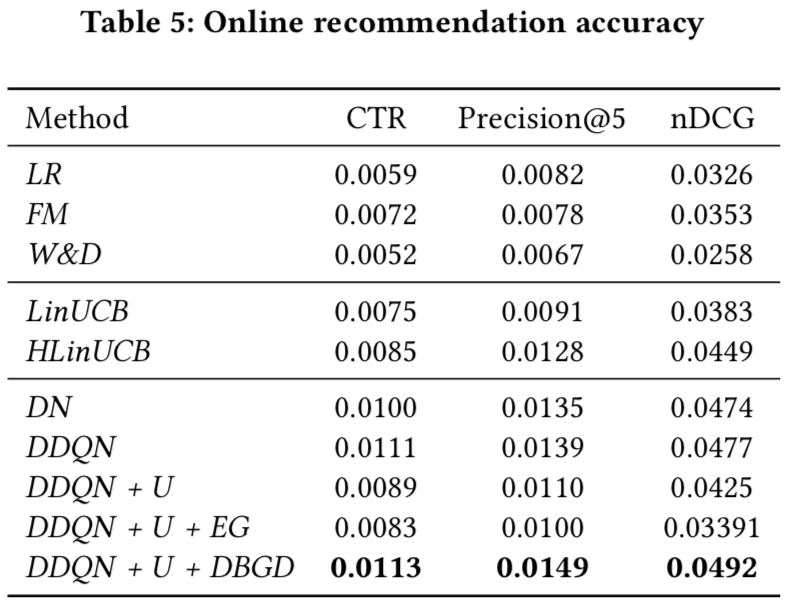 Table 5: Online recommendation accuracy
Method CTR Precision@5 nDCG
LR 0.0059 0.0082 0.0326
FM 0.0072 0.0078 0.0353
W&D 0.0052 0.0067 0.0258
LinUCB 0.0075 0.0091 0.0383
HLinUCB 0.0085 0.0128 0.0449
DN 0.0100 0.0135 0.0474
DDQN 0.0111 0.0139 0.0477
DDQN + U 0.0089 0.0110 0.0425
DDQN + U + EG 0.0083 0.0100 0.03391
DDQN + U + DBGD 0.0113 0.0149 0.0492